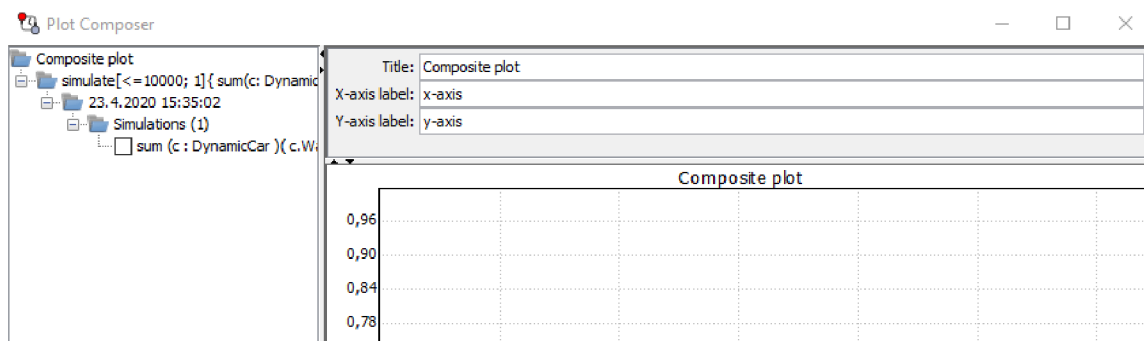 Plot Composer
Composite plot
simulate[<=10000; 1]{ sum(c: Dynamic
23.4.2020 15:35:02
Simulations (1)
sum (c : DynamicCar )( c.Wa
Title: Composite plot
X-axis label: x-axis
Y-axis label: y-axis
Composite plot
0,96
0,90
0,84
0,78